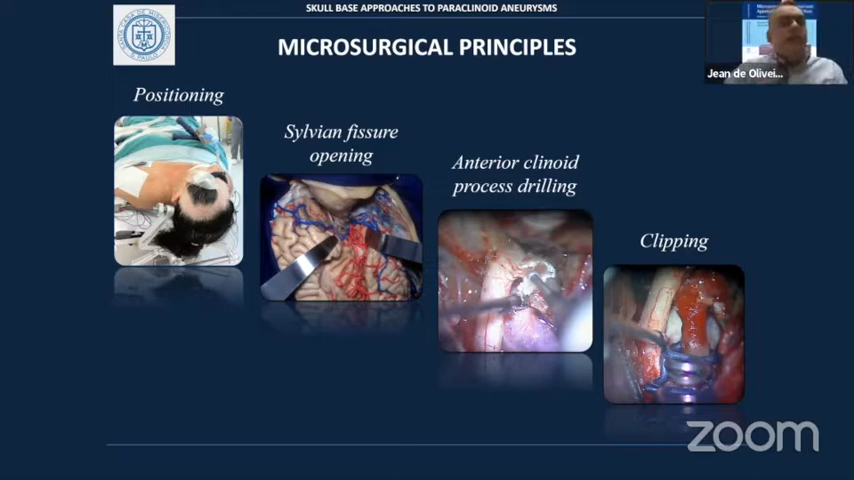 SKULL BASE APPROACHES TO PARACLINOID ANEURYSMS
MICROSURGICAL PRINCIPLES
Jean de Olivei...
Positioning
Sylvian fissure
opening
Anterior clinoid
process drilling
Clipping
zoom